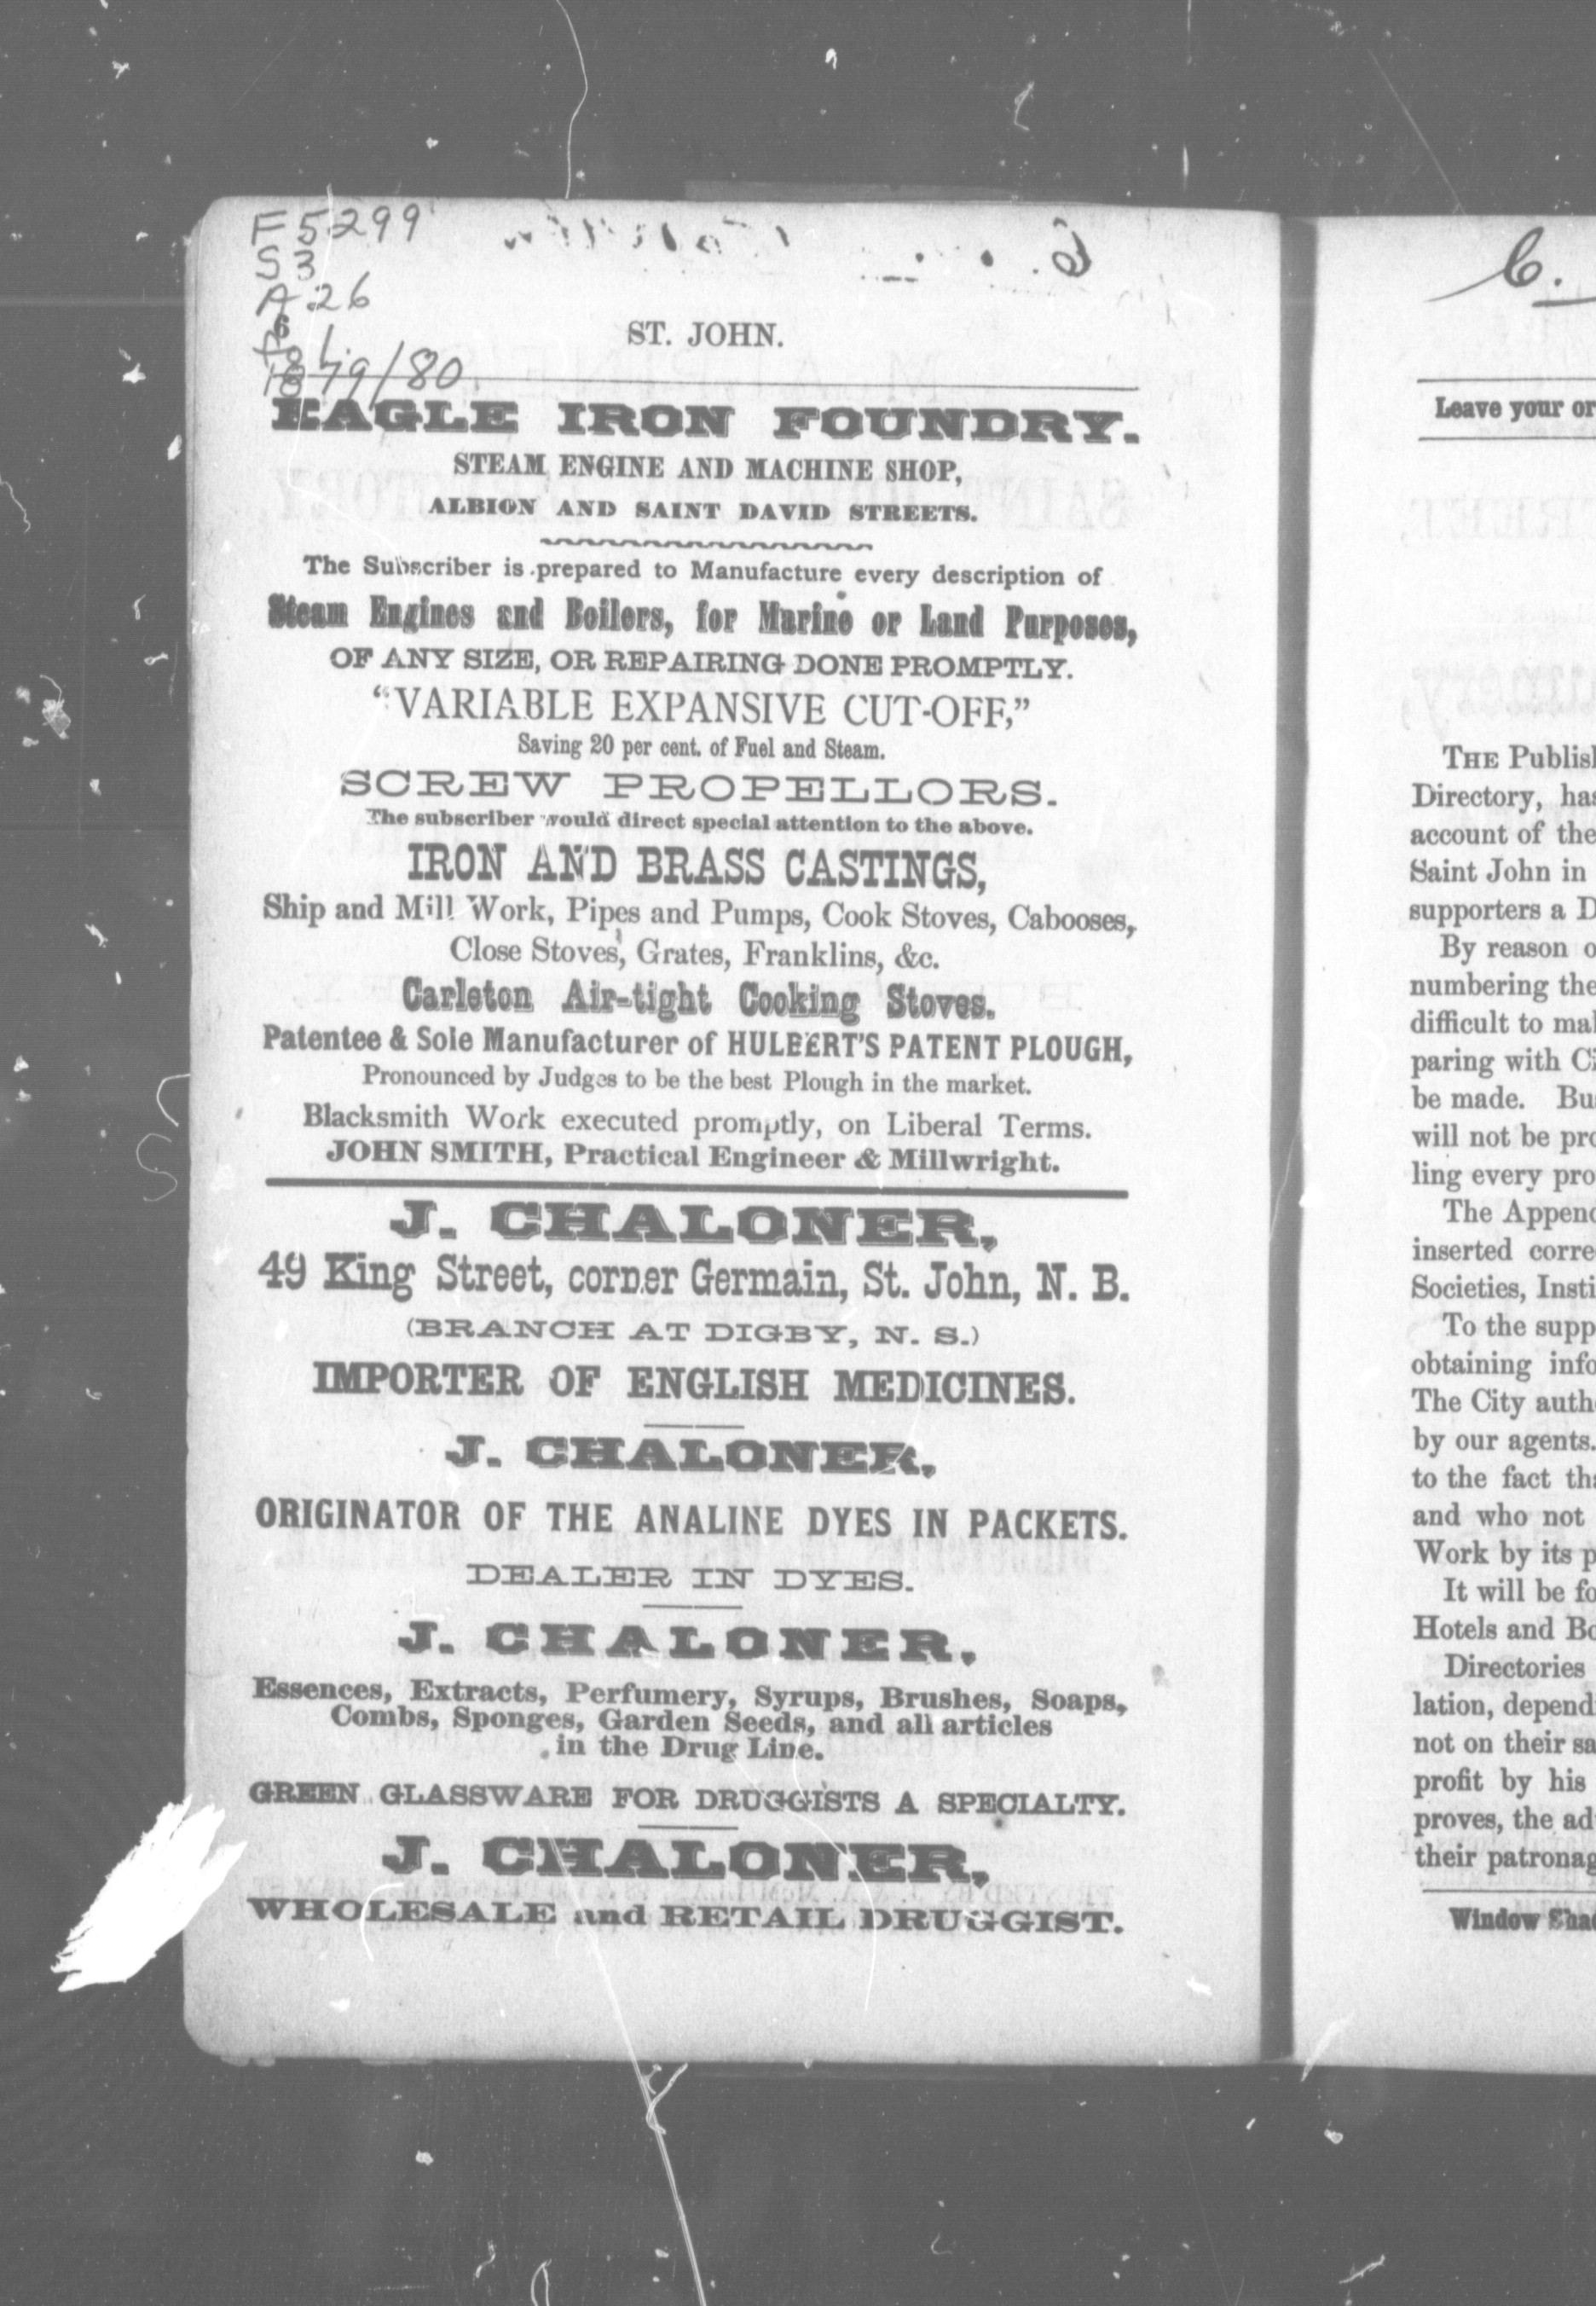 F5299
S3
A26
1879/80
ST. JOHN.
EAGLE IRON FOUNDRY.
STEAM ENGINE AND MACHINE SHOP,
ALBION AND SAINT DAVID STREETS.
The Subscriber is prepared to Manufacture every description of
Steam Engines and Boilers, for Marine or Land Purposes,
OF ANY SIZE, OR REPAIRING DONE PROMPTLY.
"VARIABLE EXPANSIVE CUT-OFF,"
Saving 20 per cent. of Fuel and Steam.
SCREW PROPELLORS.
The subscriber would direct special attention to the above.
IRON AND BRASS CASTINGS,
Ship and Mill Work, Pipes and Pumps, Cook Stoves, Cabooses,
Close Stoves, Grates, Franklins, &c.
Carleton Air-tight Cooking Stoves.
Patentee & Sole Manufacturer of HULBERT'S PATENT PLOUGH,
Pronounced by Judges to be the best Plough in the market.
Blacksmith Work executed promptly, on Liberal Terms.
JOHN SMITH, Practical Engineer & Millwright.
J. CHALONER,
49 King Street, corner Germain, St. John, N. B.
(BRANCH AT DIGBY, N. S.)
IMPORTER OF ENGLISH MEDICINES.
J. CHALONER,
ORIGINATOR OF THE ANALINE DYES IN PACKETS.
DEALER IN DYES.
J. CHALONER,
Essences, Extracts, Perfumery, Syrups, Brushes, Soaps,
Combs, Sponges, Garden Seeds, and all articles
in the Drug Line.
GREEN GLASSWARE FOR DRUGGISTS A SPECIALTY.
J. CHALONER,
WHOLESALE and RETAIL DRUGGIST.
Leave your or
THE Publis
Directory, has
account of the
Saint John in
supporters a D
By reason o
numbering the
difficult to mal
paring with Ci
be made. Bu
will not be pro
ling every pro
The Append
inserted corre
Societies, Insti
To the supp
obtaining info
The City auth
by our agents.
to the fact tha
and who not
Work by its p
It will be fo
Hotels and Bo
Directories
lation, depend
not on their sa
profit by his
proves, the ad
their patronag
Window Sha